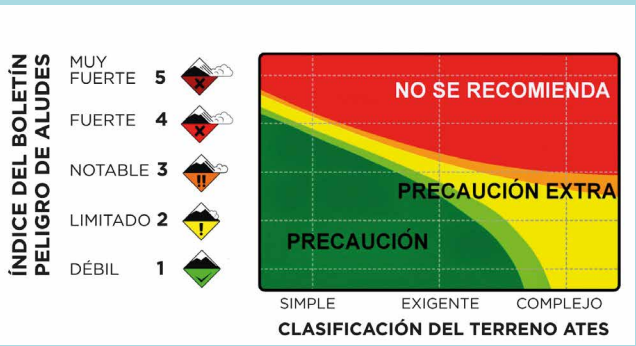 ÍNDICE DEL BOLETÍN
PELIGRO DE ALUDES
MUY
FUERTE 5
FUERTE 4
NOTABLE 3
!!
LIMITADO 2
!
DÉBIL 1
NO SE RECOMIENDA
PRECAUCIÓN EXTRA
PRECAUCIÓN
SIMPLE EXIGENTE COMPLEJO
CLASIFICACIÓN DEL TERRENO ATES